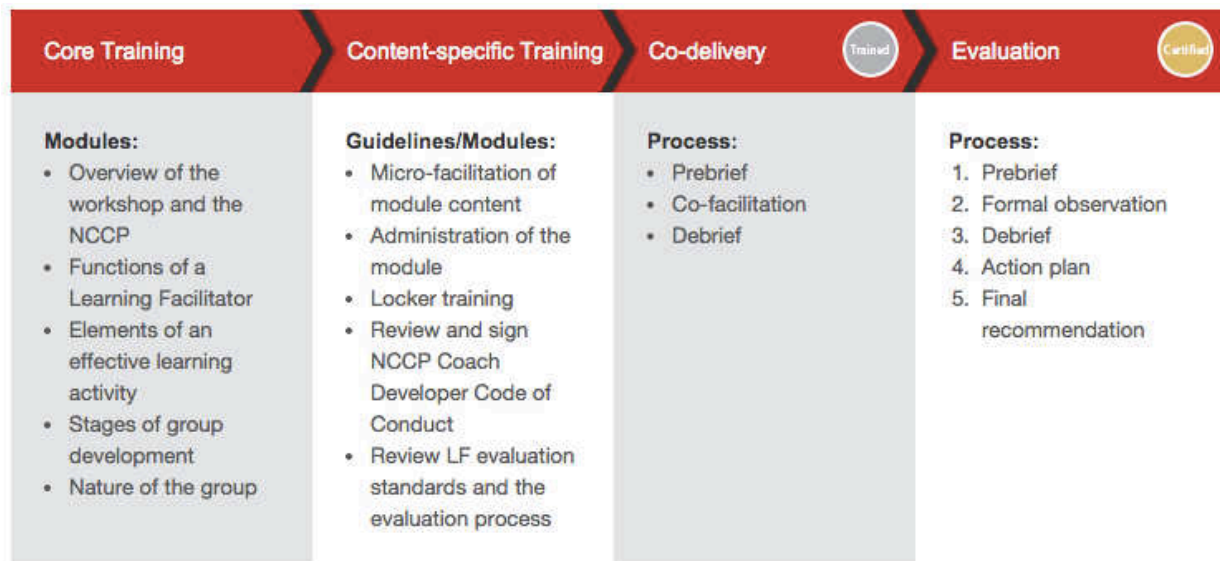 Core Training
Content-specific Training
Co-delivery
Trained
Evaluation
Certified
Modules:
• Overview of the
workshop and the
NCCP
• Functions of a
Learning Facilitator
• Elements of an
effective learning
activity
• Stages of group
development
• Nature of the group
Guidelines/Modules:
• Micro-facilitation of
module content
• Administration of the
module
• Locker training
• Review and sign
NCCP Coach
Developer Code of
Conduct
• Review LF evaluation
standards and the
evaluation process
Process:
• Prebrief
• Co-facilitation
• Debrief
Process:
1. Prebrief
2. Formal observation
3. Debrief
4. Action plan
5. Final
recommendation